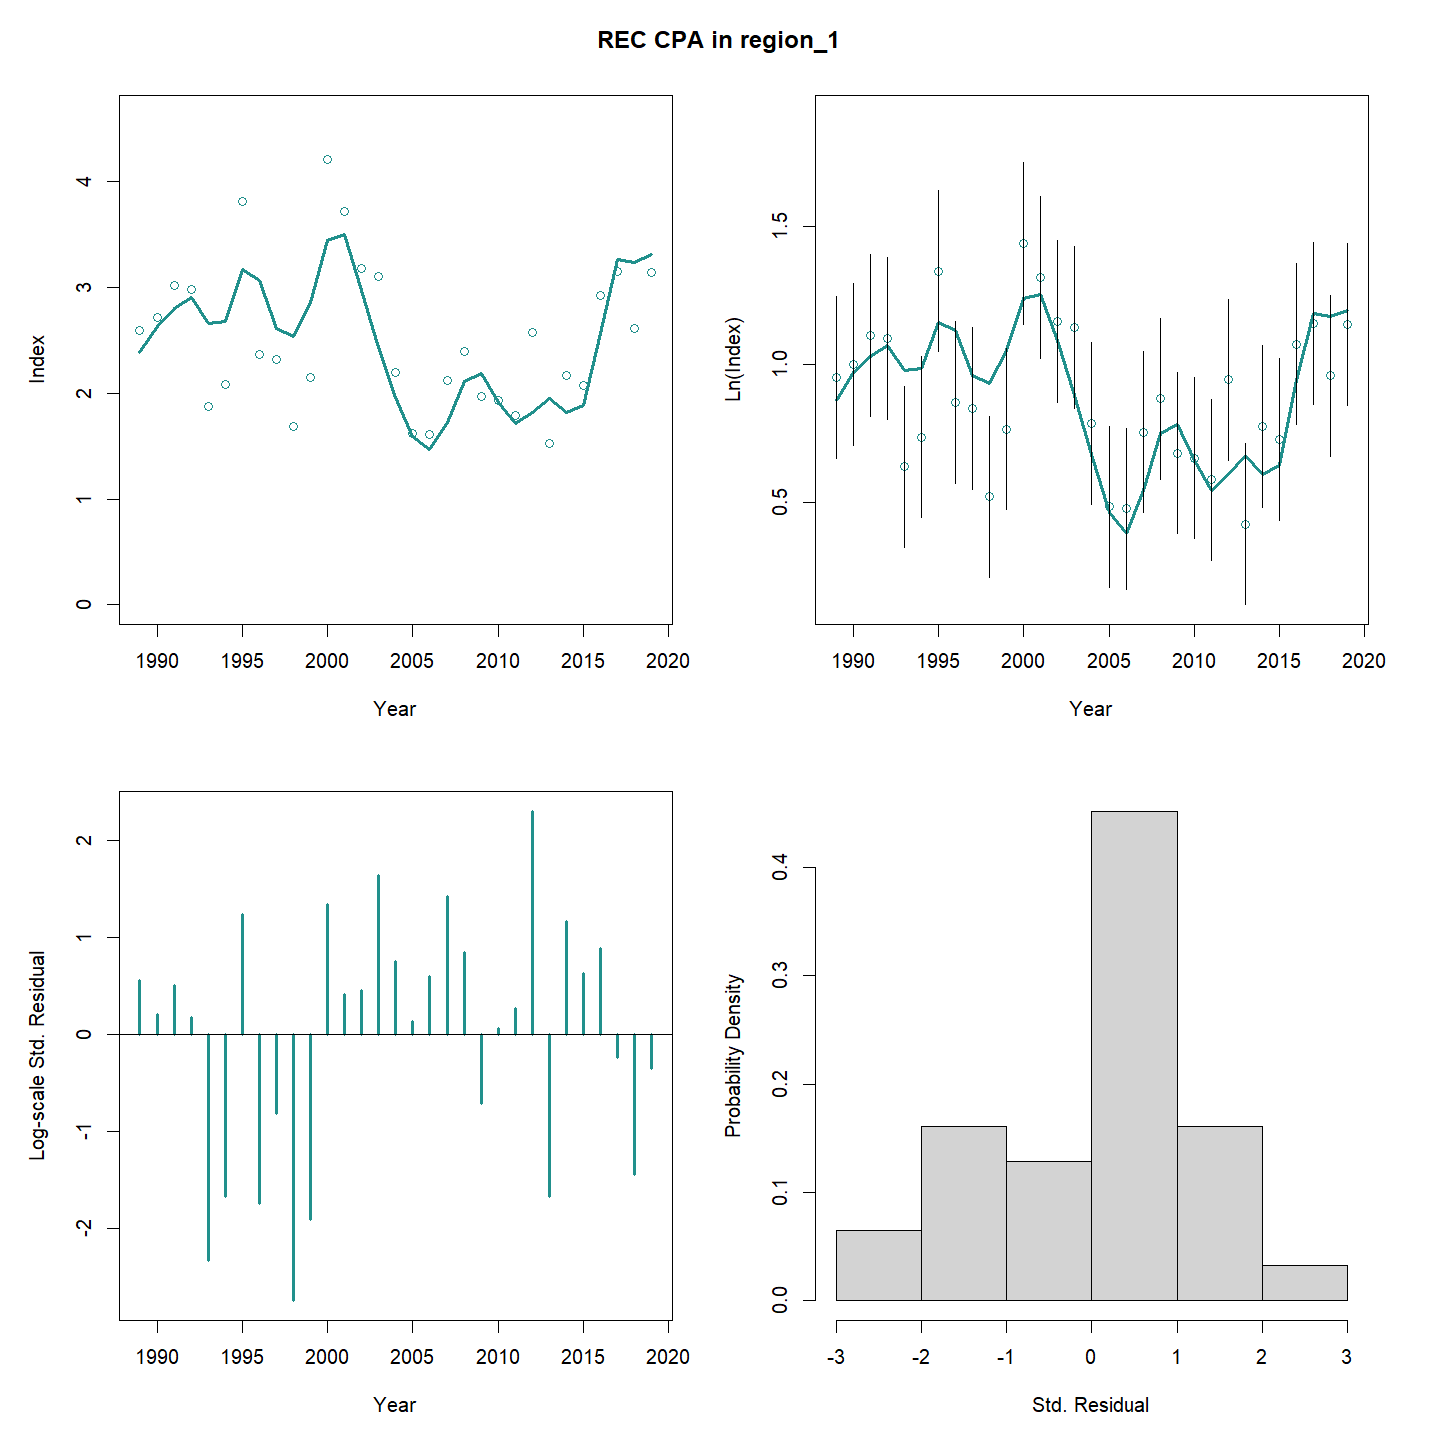 REC CPA in region_1
Index
4
3
2
1
0
1990 1995 2000 2005 2010 2015 2020
Year
Ln(Index)
1.5
1.0
0.5
1990 1995 2000 2005 2010 2015 2020
Year
Log-scale Std. Residual
2
1
0
-1
-2
1990 1995 2000 2005 2010 2015 2020
Year
Probability Density
0.4
0.3
0.2
0.1
0.0
-3 -2 -1 0 1 2 3
Std. Residual